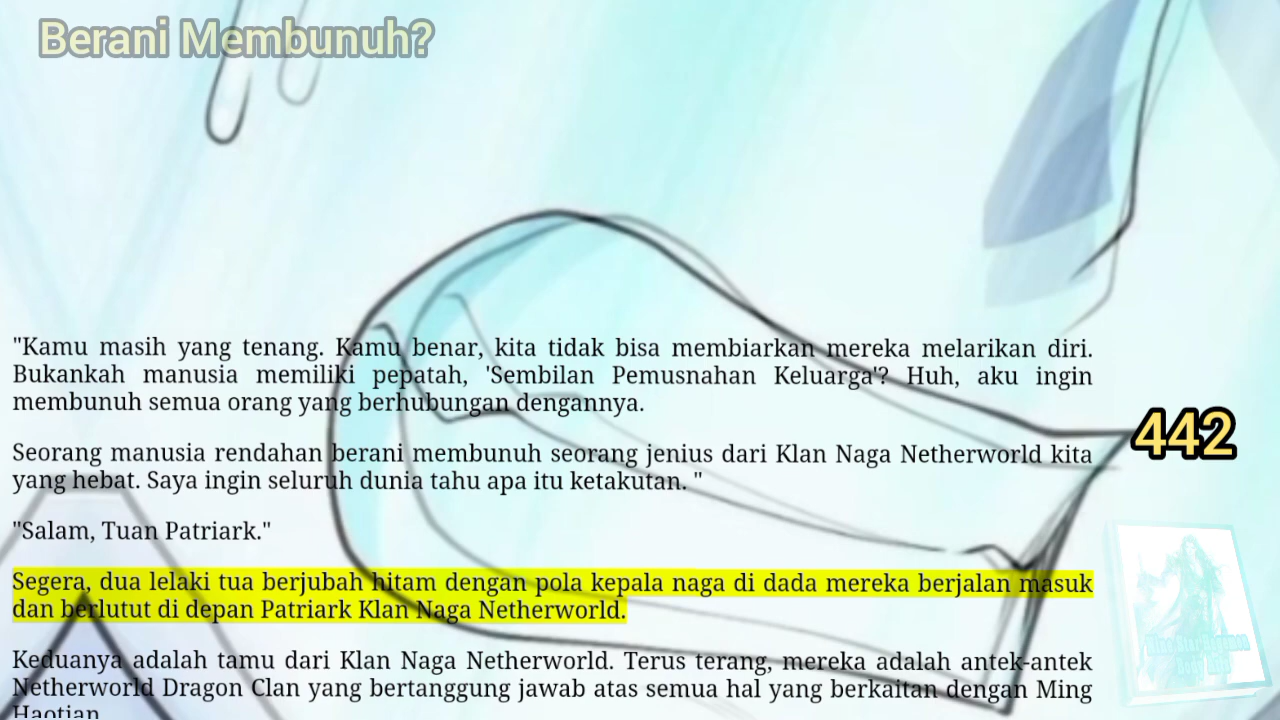 Berani Membunuh?
"Kamu masih yang tenang. Kamu benar, kita tidak bisa membiarkan mereka melarikan diri.
Bukankah manusia memiliki pepatah, 'Sembilan Pemusnahan Keluarga'? Huh, aku ingin
membunuh semua orang yang berhubungan dengannya.
442
Seorang manusia rendahan berani membunuh seorang jenius dari Klan Naga Netherworld kita
yang hebat. Saya ingin seluruh dunia tahu apa itu ketakutan. "
"Salam, Tuan Patriark."
Segera, dua lelaki tua berjubah hitam dengan pola kepala naga di dada mereka berjalan masuk
dan berlutut di depan Patriark Klan Naga Netherworld.
Keduanya adalah tamu dari Klan Naga Netherworld. Terus terang, mereka adalah antek-antek
Netherworld Dragon Clan yang bertanggung jawab atas semua hal yang berkaitan dengan Ming
Haotian.